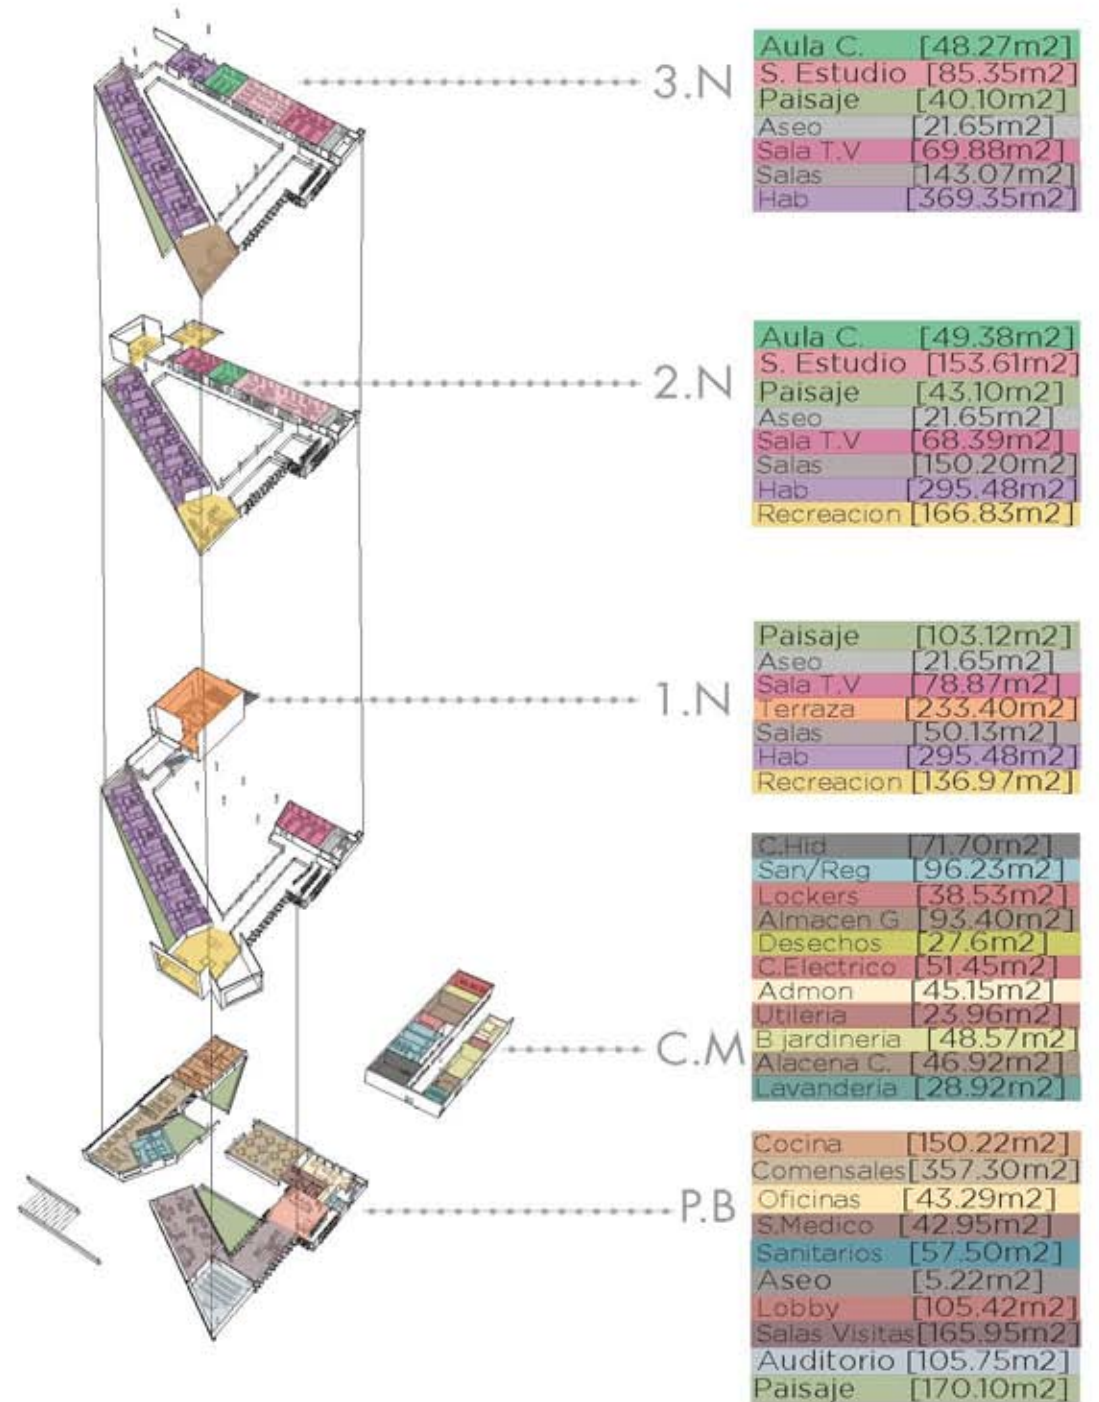 3.N
Aula C. [48.27m2]
S. Estudio [85.35m2]
Paisaje [40.10m2]
Aseo [21.65m2]
Sala T.V [69.88m2]
Salas [143.07m2]
Hab [369.35m2]
2.N
Aula C. [49.38m2]
S. Estudio [153.61m2]
Paisaje [43.10m2]
Aseo [21.65m2]
Sala T.V [68.39m2]
Salas [150.20m2]
Hab [295.48m2]
Recreacion [166.83m2]
1.N
Paisaje [103.12m2]
Aseo [21.65m2]
Sala T.V [78.87m2]
Terraza [233.40m2]
Salas [50.13m2]
Hab [295.48m2]
Recreacion [136.97m2]
C.M
C.Hid [71.70m2]
San/Reg [96.23m2]
Lockers [38.53m2]
Almacen G [93.40m2]
Desechos [27.6m2]
C.Electrico [51.45m2]
Admon [45.15m2]
Utileria [23.96m2]
B jardineria [48.57m2]
Alacena C. [46.92m2]
Lavanderia [28.92m2]
P.B
Cocina [150.22m2]
Comensales [357.30m2]
Oficinas [43.29m2]
S.Medico [42.95m2]
Sanitarios [57.50m2]
Aseo [5.22m2]
Lobby [105.42m2]
Salas Visitas [165.95m2]
Auditorio [105.75m2]
Paisaje [170.10m2]